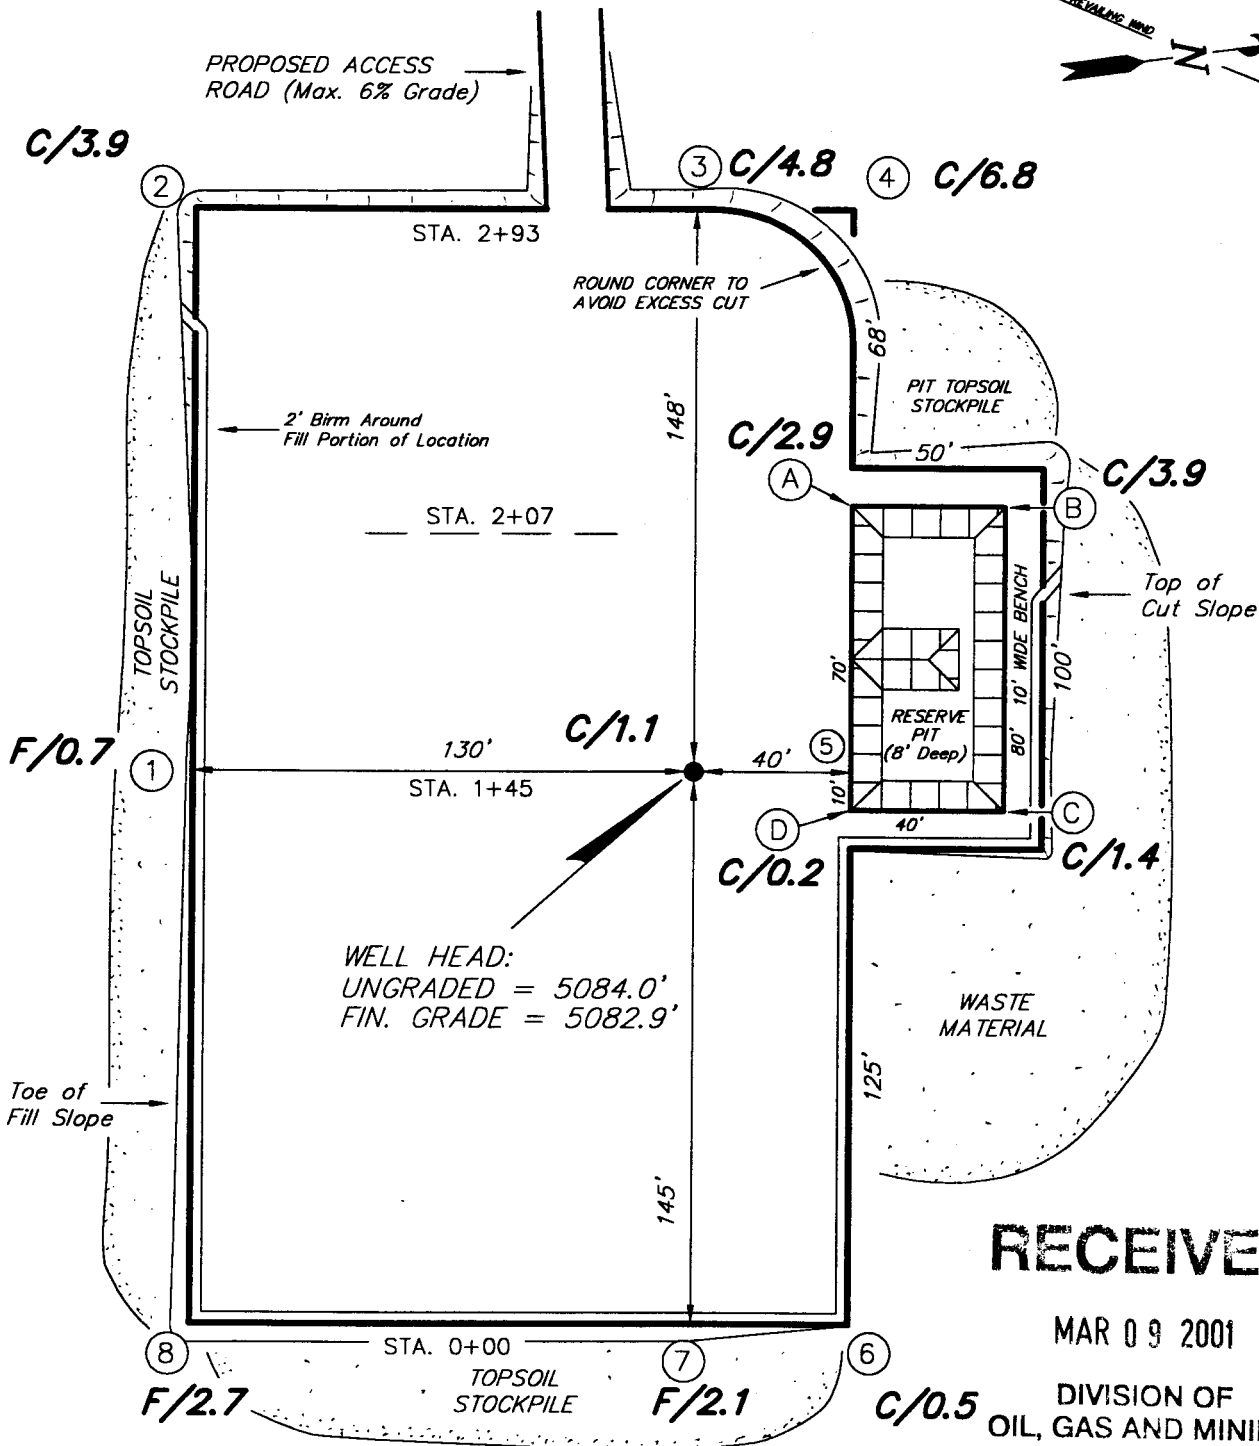 PREVAILING WIND
N
PROPOSED ACCESS
ROAD (Max. 6% Grade)
C/3.9
2
3
C/4.8
4
C/6.8
STA. 2+93
ROUND CORNER TO
AVOID EXCESS CUT
68'
PIT TOPSOIL
STOCKPILE
2' Birm Around
Fill Portion of Location
148'
C/2.9
50'
C/3.9
A
B
STA. 2+07
TOPSOIL
STOCKPILE
Top of
Cut Slope
10' WIDE BENCH
70'
100'
80'
RESERVE
PIT
(8' Deep)
F/0.7
1
130'
C/1.1
40'
5
STA. 1+45
10'
D
40'
C
C/0.2
C/1.4
WELL HEAD:
UNGRADED = 5084.0'
FIN. GRADE = 5082.9'
WASTE
MATERIAL
Toe of
Fill Slope
125'
145'
RECEIVE
MAR 09 2001
DIVISION OF
OIL, GAS AND MINI
8
STA. 0+00
7
6
TOPSOIL
STOCKPILE
F/2.7
F/2.1
C/0.5